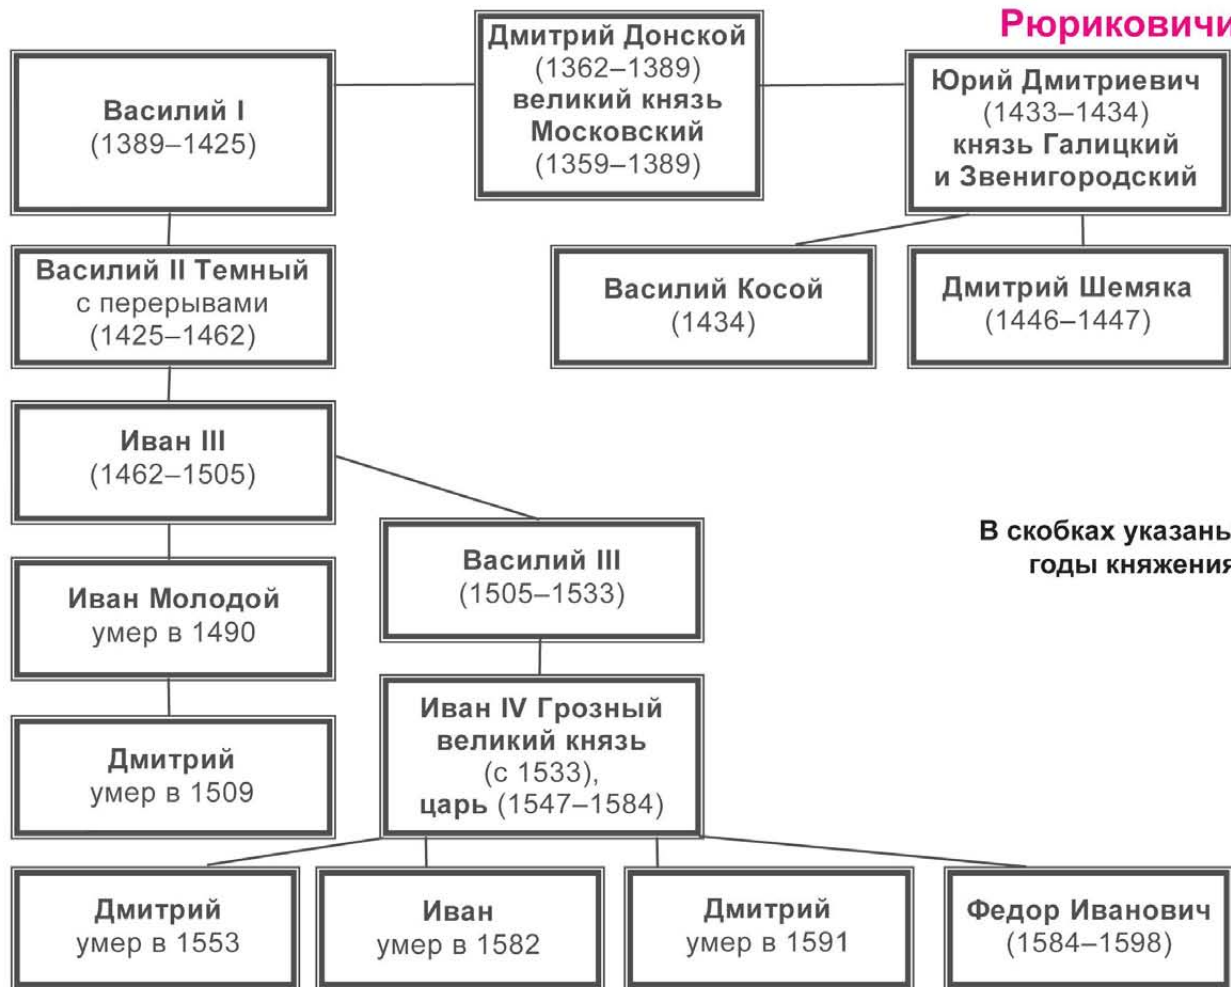 Рюриковичи
Дмитрий Донской
(1362–1389)
великий князь
Московский
(1359–1389)
Василий I
(1389–1425)
Юрий Дмитриевич
(1433–1434)
князь Галицкий
и Звенигородский
Василий II Темный
с перерывами
(1425–1462)
Василий Косой
(1434)
Дмитрий Шемяка
(1446–1447)
Иван III
(1462–1505)
В скобках указаны
годы княжения
Василий III
(1505–1533)
Иван Молодой
умер в 1490
Иван IV Грозный
великий князь
(с 1533),
царь (1547–1584)
Дмитрий
умер в 1509
Дмитрий
умер в 1553
Иван
умер в 1582
Дмитрий
умер в 1591
Федор Иванович
(1584–1598)